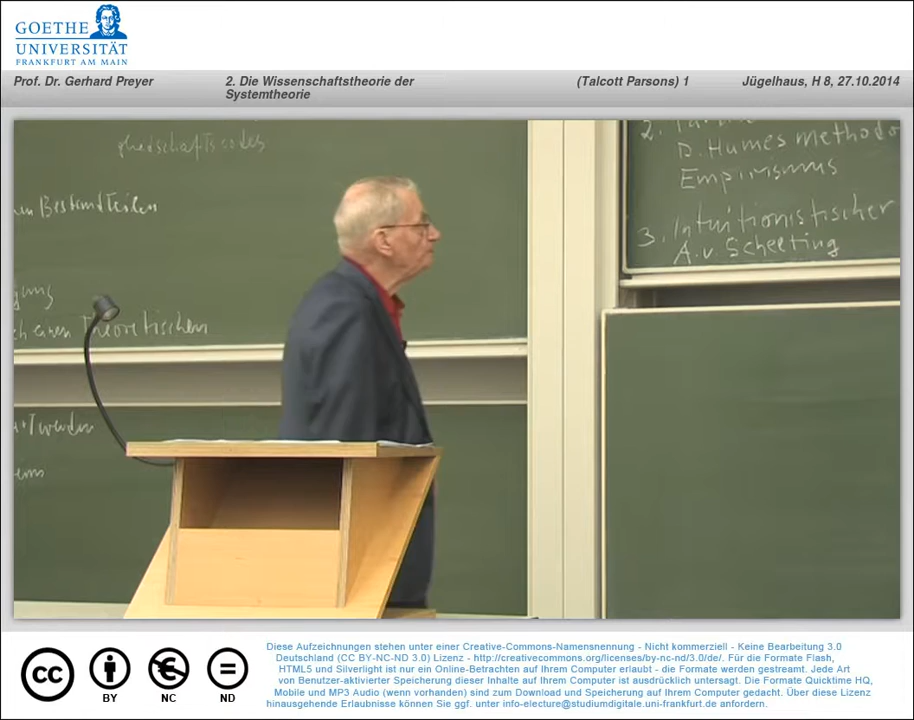 GOETHE
UNIVERSITÄT
FRANKFURT AM MAIN
Prof. Dr. Gerhard Preyer
2. Die Wissenschaftstheorie der
Systemtheorie
(Talcott Parsons) 1
Jügelhaus, H 8, 27.10.2014
Bestandteilen
einen Theoretischen
werden
2.
D. Humes methodo
Empirismus
3. Intuitionistischer
A. v. Schelting
cc
BY
NC
ND
Diese Aufzeichnungen stehen unter einer Creative-Commons-Namensnennung - Nicht kommerziell - Keine Bearbeitung 3.0
Deutschland (CC BY-NC-ND 3.0) Lizenz - http://creativecommons.org/licenses/by-nc-nd/3.0/de/. Für die Formate Flash,
HTML5 und Silverlight ist nur ein Online-Betrachten auf Ihrem Computer erlaubt - die Formate werden gestreamt. Jede Art
von Benutzer-aktivierter Speicherung dieser Inhalte auf Ihrem Computer ist ausdrücklich untersagt. Die Formate Quicktime HQ,
Mobile und MP3 Audio (wenn vorhanden) sind zum Download und Speicherung auf Ihrem Computer gedacht. Über diese Lizenz
hinausgehende Erlaubnisse können Sie ggf. unter info-electure@studiumdigitale.uni-frankfurt.de anfordern.